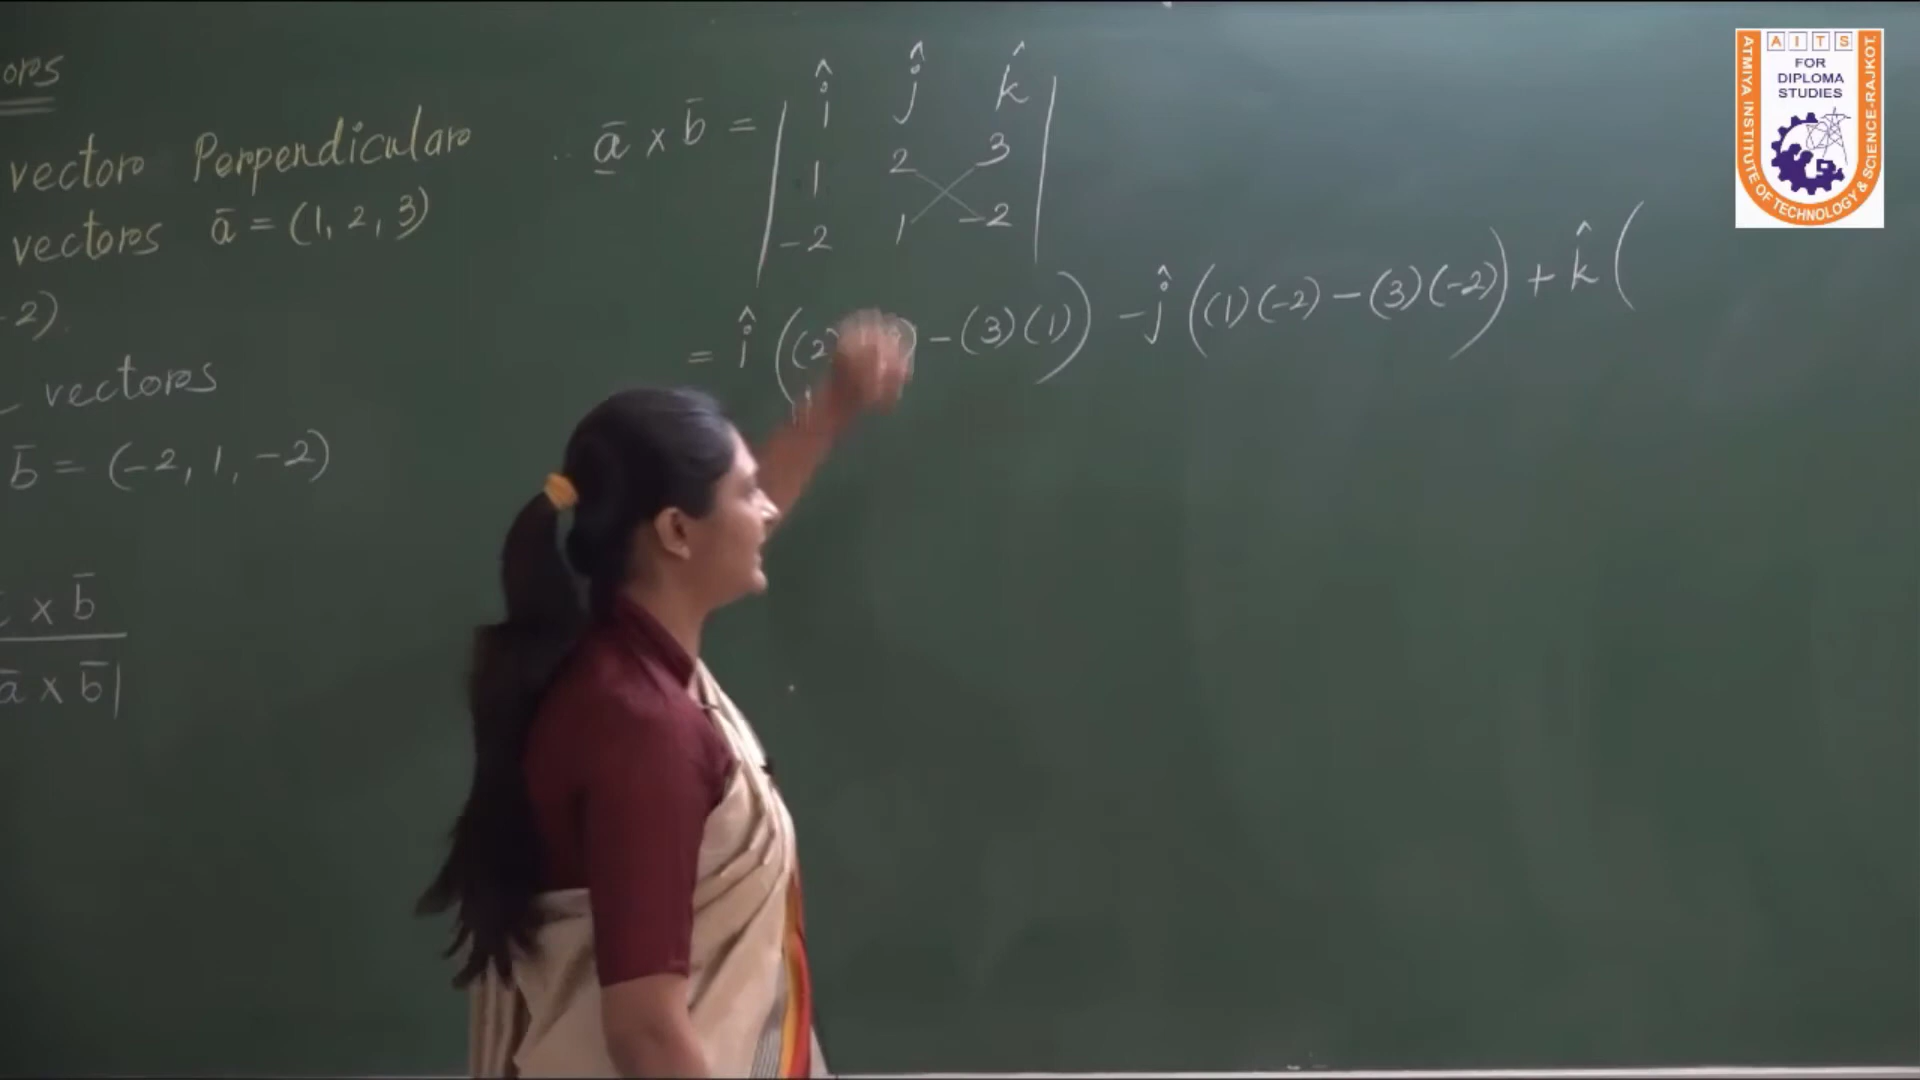 ors
vector Perpendicular
vectors a̅ = (1, 2, 3)
-2).
vectors
b̅ = (-2, 1, -2)
x b̅
a̅ x b̅|
∴ a̅ x b̅ = | î ĵ k̂ |
1 2 3
-2 1 -2
= î ((2) - (3)(1)) - ĵ ((1)(-2) - (3)(-2)) + k̂ (
AITS
FOR
DIPLOMA
STUDIES
ATMIYA INSTITUTE OF TECHNOLOGY & SCIENCE-RAJKOT.